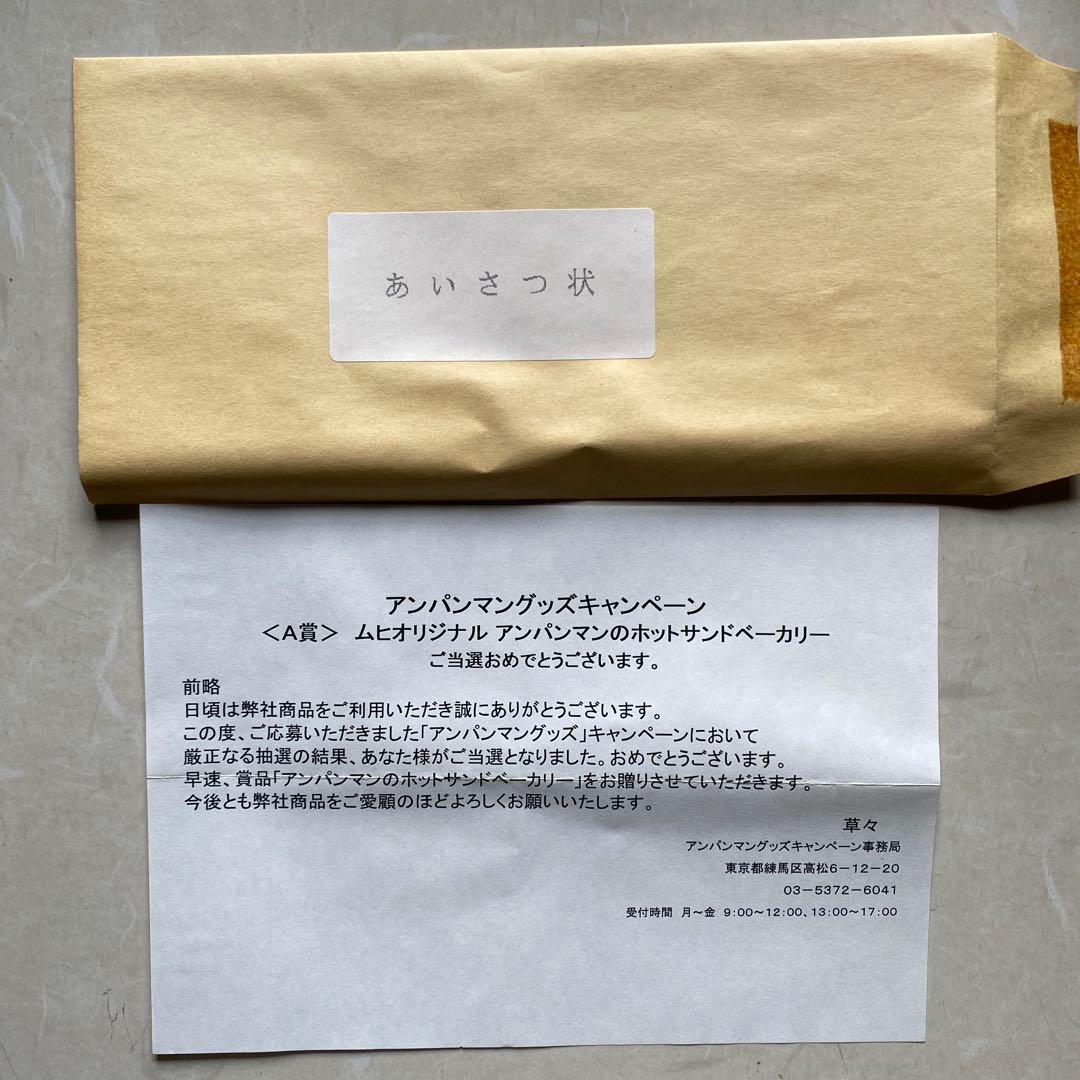 あいさつ状
アンパンマングッズキャンペーン
＜A賞＞ ムヒオリジナル アンパンマンのホットサンドベーカリー
ご当選おめでとうございます。
前略
日頃は弊社商品をご利用いただき誠にありがとうございます。
この度、ご応募いただきました「アンパンマングッズ」キャンペーンにおいて
厳正なる抽選の結果、あなた様がご当選となりました。おめでとうございます。
早速、賞品「アンパンマンのホットサンドベーカリー」をお贈りさせていただきます。
今後とも弊社商品をご愛顧のほどよろしくお願いいたします。
草々
アンパンマングッズキャンペーン事務局
東京都練馬区高松6－12－20
03－5372－6041
受付時間 月～金 9:00～12:00、13:00～17:00